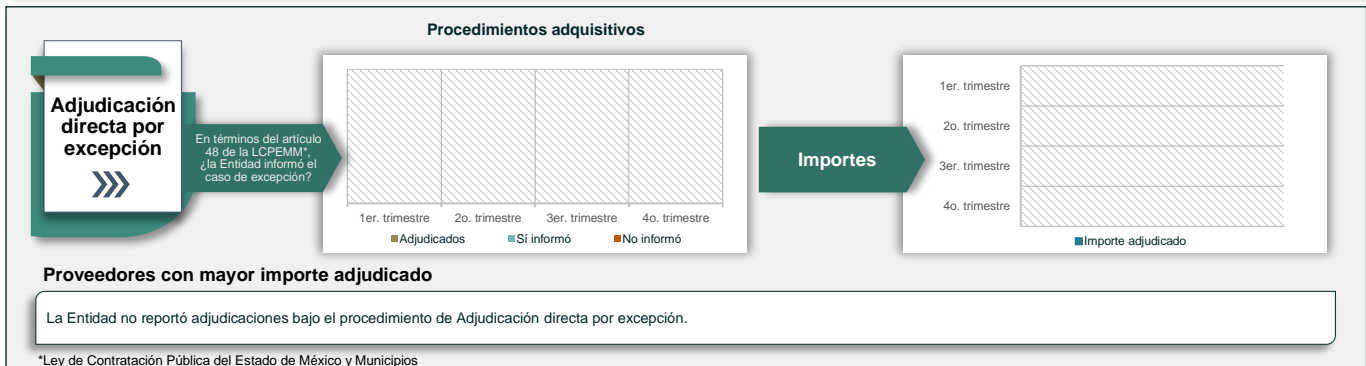 Procedimientos adquisitivos
Adjudicación
directa por
excepción
En términos del artículo
48 de la LCPEMM*,
¿la Entidad informó el
caso de excepción?
1er. trimestre 2o. trimestre 3er. trimestre 4o. trimestre
Adjudicados Sí informó No informó
Importes
1er. trimestre
2o. trimestre
3er. trimestre
4o. trimestre
Importe adjudicado
Proveedores con mayor importe adjudicado
La Entidad no reportó adjudicaciones bajo el procedimiento de Adjudicación directa por excepción.
*Ley de Contratación Pública del Estado de México y Municipios